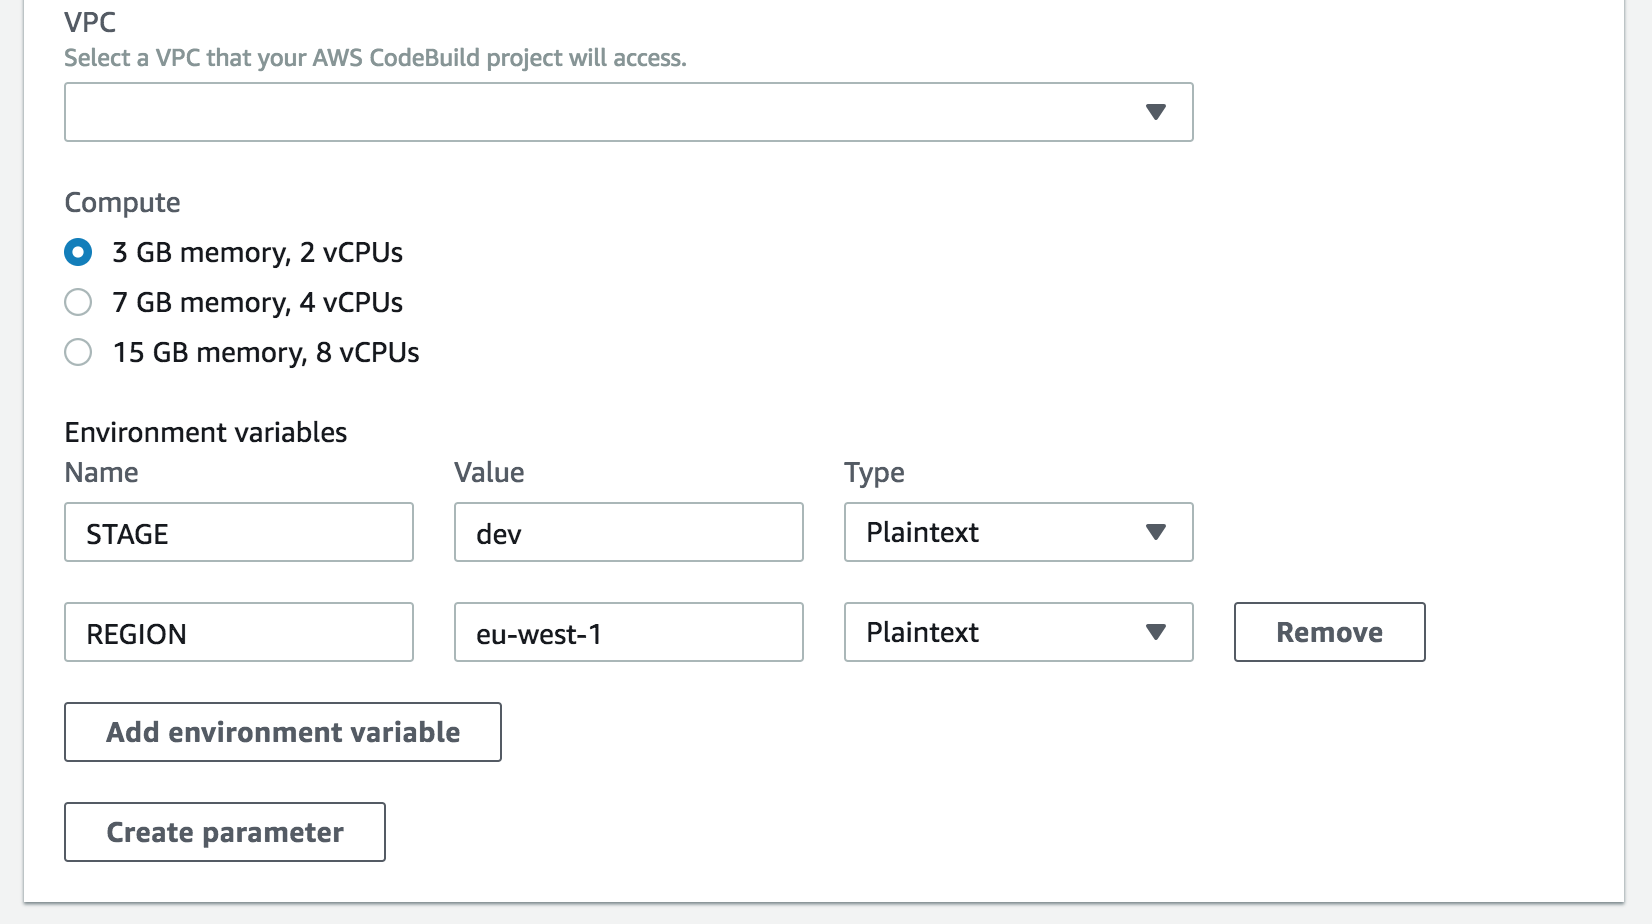 VPC
Select a VPC that your AWS CodeBuild project will access.
Compute
3 GB memory, 2 vCPUs
7 GB memory, 4 vCPUs
15 GB memory, 8 vCPUs
Environment variables
Name Value Type
STAGE dev Plaintext
REGION eu-west-1 Plaintext Remove
Add environment variable
Create parameter